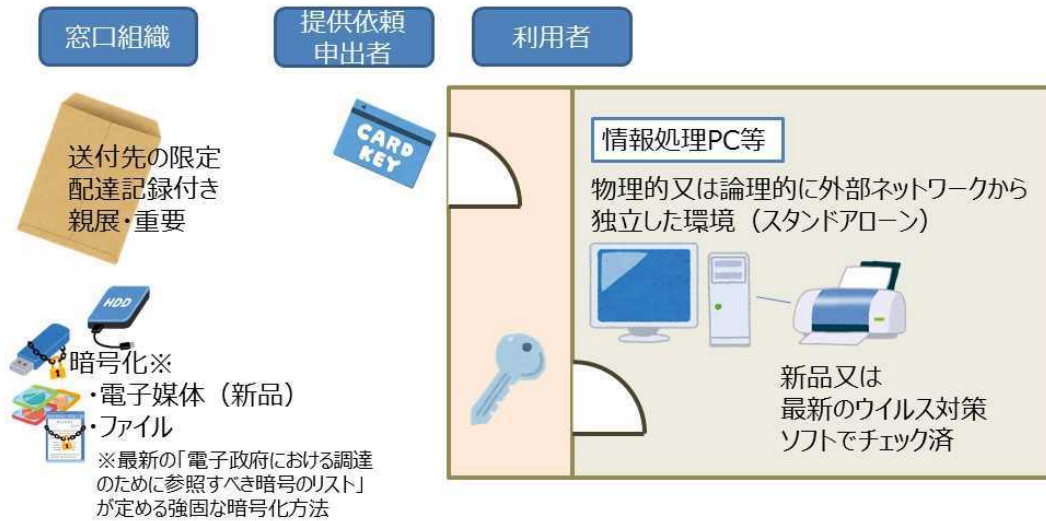 窓口組織
提供依頼
申出者
利用者
送付先の限定
配達記録付き
親展・重要
HDD
暗号化※
・電子媒体（新品）
・ファイル
※最新の「電子政府における調達
のために参照すべき暗号のリスト」
が定める強固な暗号化方法
CARD
KEY
情報処理PC等
物理的又は論理的に外部ネットワークから
独立した環境（スタンドアローン）
新品又は
最新のウイルス対策
ソフトでチェック済